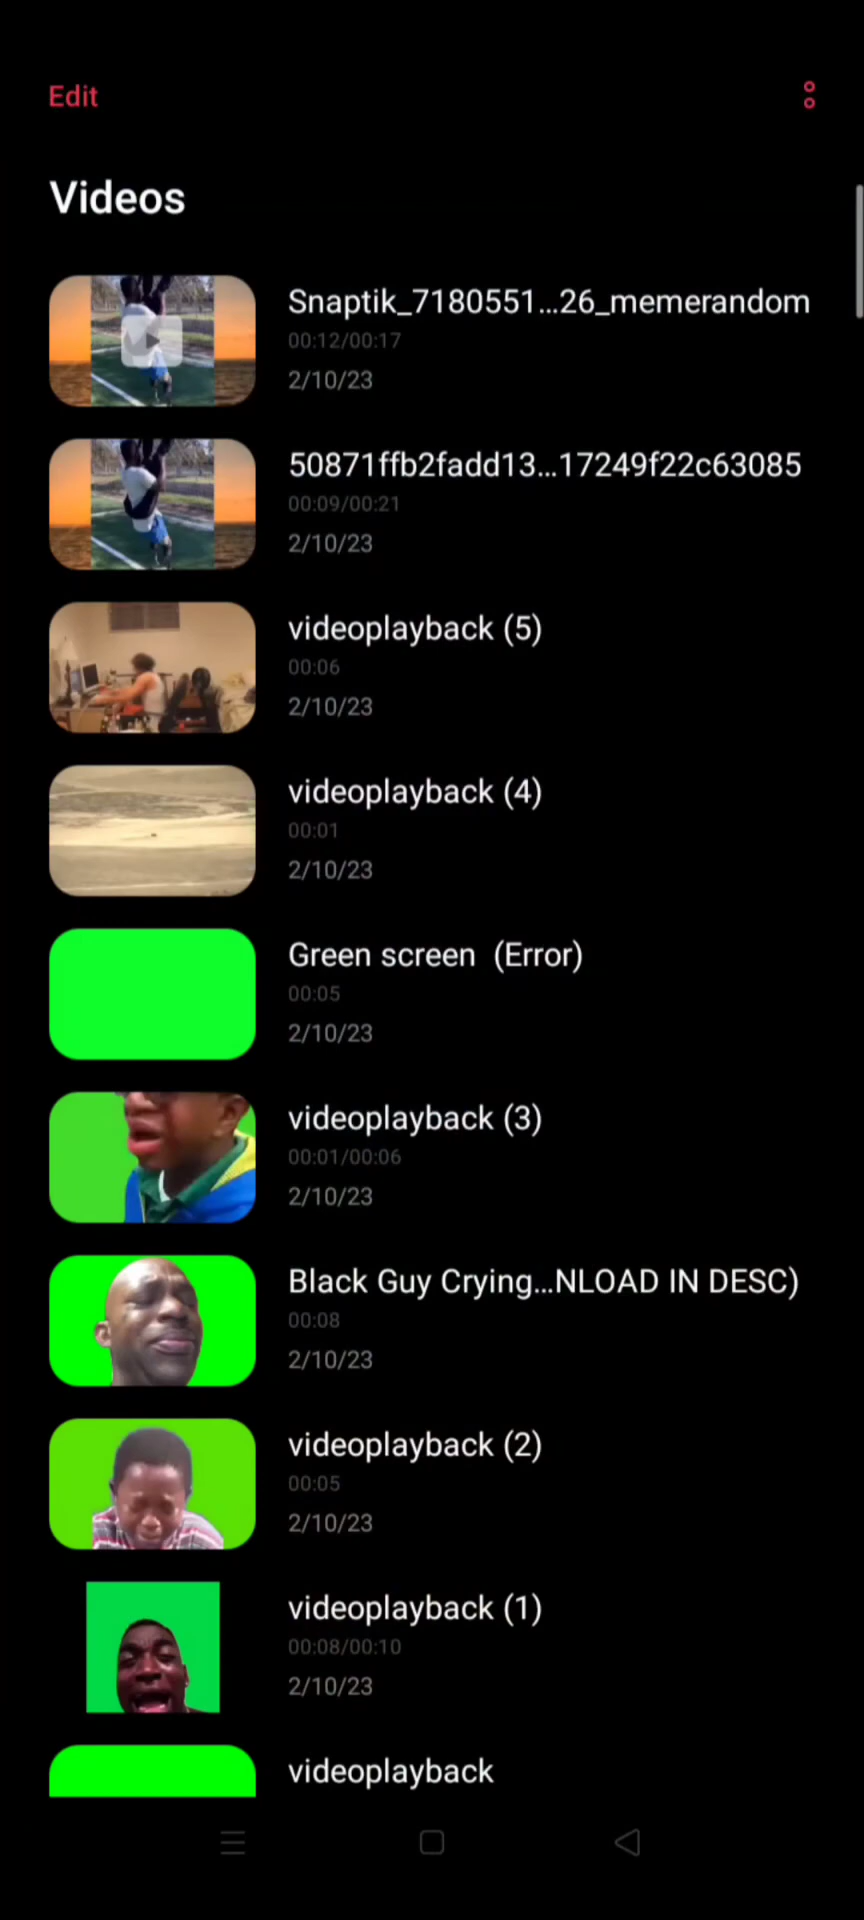 Edit
Videos
Snaptik_7180551...26_memerandom
00:12/00:17
2/10/23
50871ffb2fadd13...17249f22c63085
00:09/00:21
2/10/23
videoplayback (5)
00:06
2/10/23
videoplayback (4)
00:01
2/10/23
Green screen  (Error)
00:05
2/10/23
videoplayback (3)
00:01/00:06
2/10/23
Black Guy Crying...NLOAD IN DESC)
00:08
2/10/23
videoplayback (2)
00:05
2/10/23
videoplayback (1)
00:08/00:10
2/10/23
videoplayback